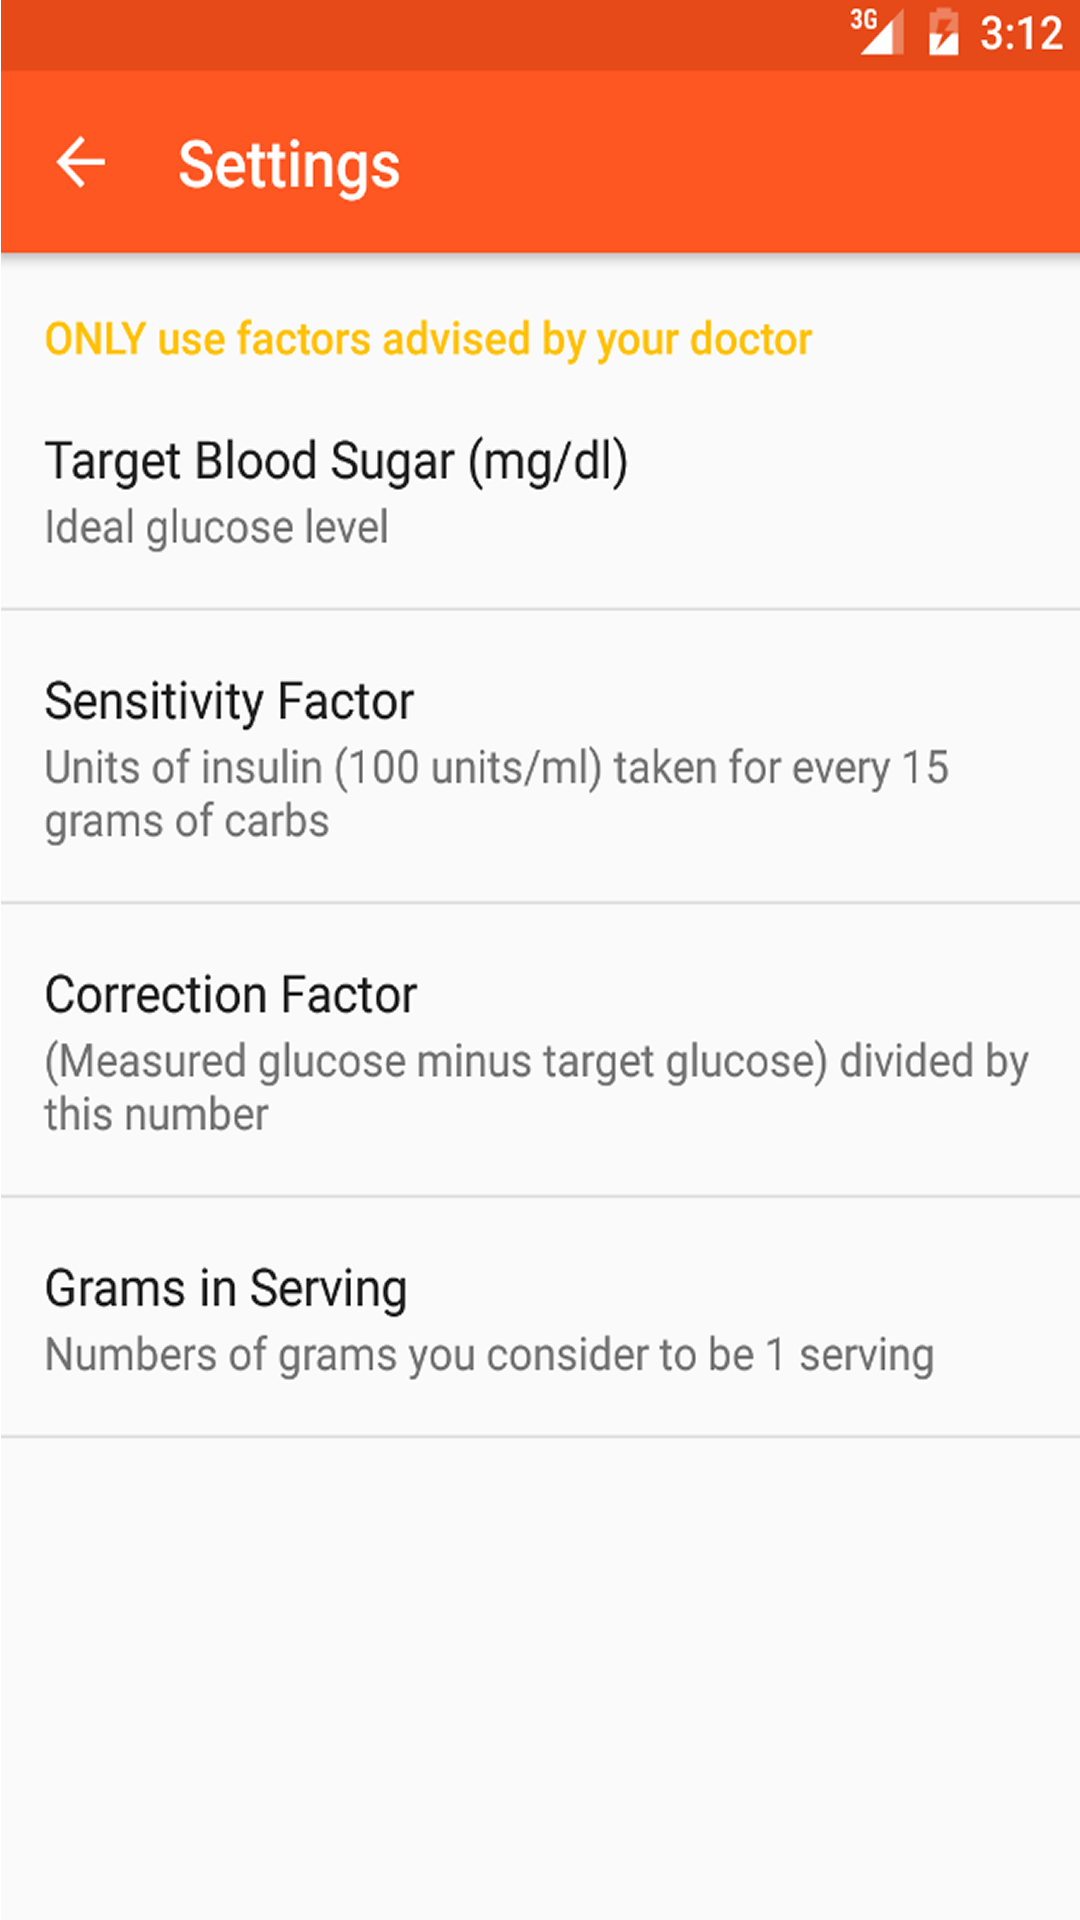 3G 3:12
Settings
ONLY use factors advised by your doctor
Target Blood Sugar (mg/dl)
Ideal glucose level
Sensitivity Factor
Units of insulin (100 units/ml) taken for every 15
grams of carbs
Correction Factor
(Measured glucose minus target glucose) divided by
this number
Grams in Serving
Numbers of grams you consider to be 1 serving